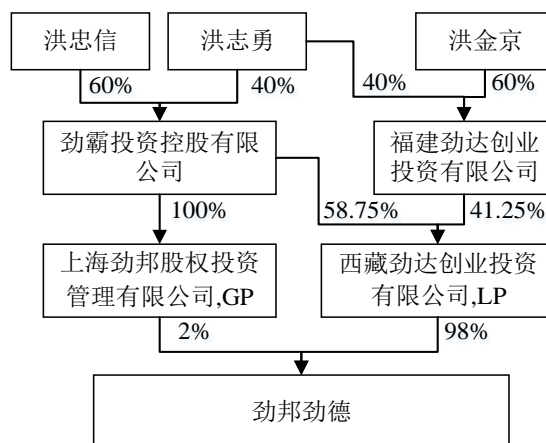 洪忠信
洪志勇
洪金京
60%
40%
40%
60%
劲霸投资控股有限
公司
福建劲达创业
投资有限公司
100%
58.75%
41.25%
上海劲邦股权投资
管理有限公司,GP
西藏劲达创业投资
有限公司,LP
2%
98%
劲邦劲德